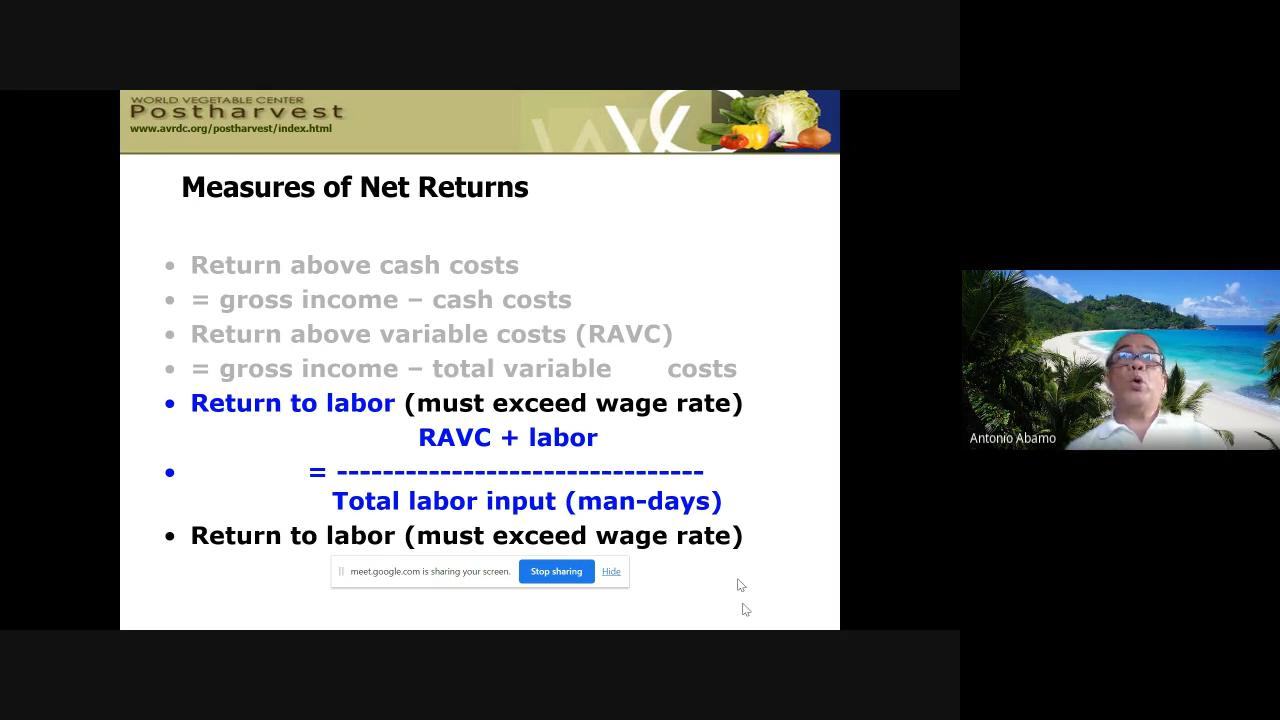 WORLD VEGETABLE CENTER
Postharvest
www.avrdc.org/postharvest/index.html
Measures of Net Returns
• Return above cash costs
• = gross income – cash costs
• Return above variable costs (RAVC)
• = gross income – total variable costs
• Return to labor (must exceed wage rate)
RAVC + labor
• = --------------------------------
Total labor input (man-days)
• Return to labor (must exceed wage rate)
meet.google.com is sharing your screen. Stop sharing Hide
Antonio Abamo